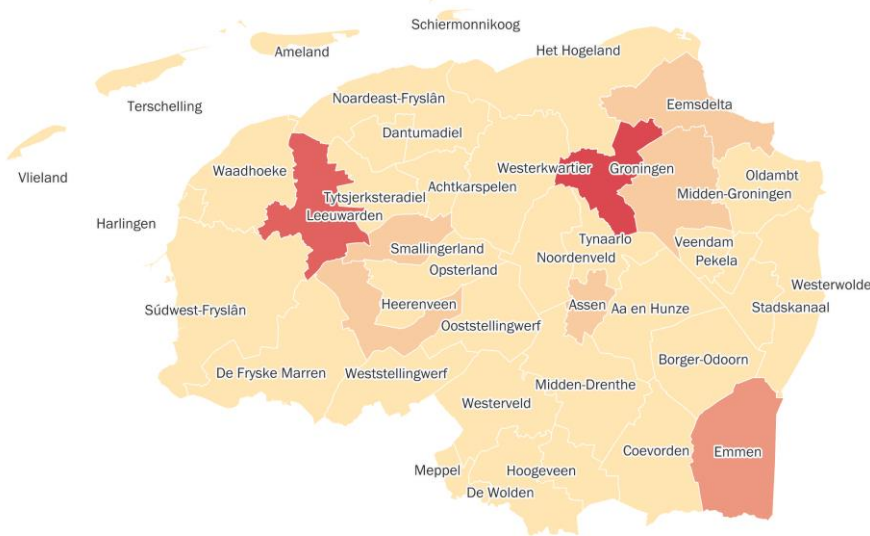 Schiermonnikoog
Ameland
Het Hogeland
Terschelling
Noardeast-Fryslân
Eemsdelta
Dantumadiel
Vlieland
Waadhoeke
Westerkwartier
Groningen
Oldambt
Tytsjerksteradiel
Achtkarspelen
Midden-Groningen
Harlingen
Leeuwarden
Tynaarlo
Veendam
Smallingerland
Noordenveld
Pekela
Opsterland
Westerwolde
Súdwest-Fryslân
Heerenveen
Assen
Aa en Hunze
Stadskanaal
Ooststellingwerf
Borger-Odoorn
De Fryske Marren
Weststellingwerf
Midden-Drenthe
Westerveld
Coevorden
Emmen
Meppel
Hoogeveen
De Wolden